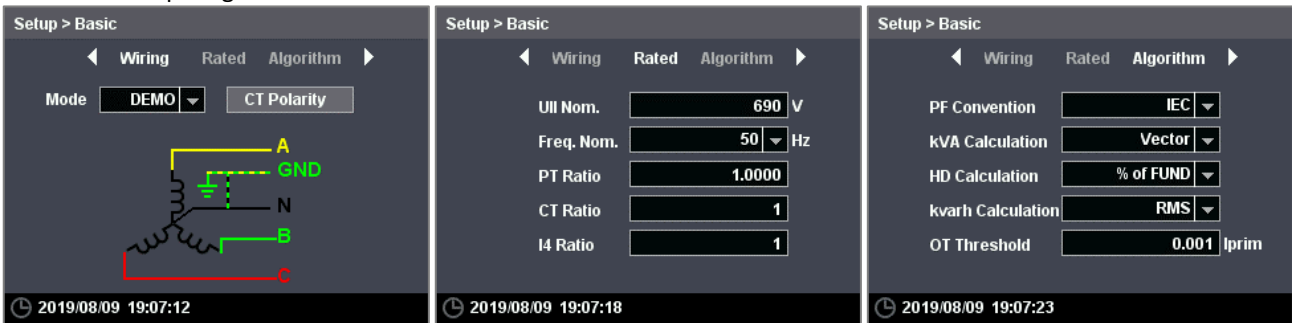 Setup > Basic
Wiring Rated Algorithm
Mode DEMO CT Polarity
A
GND
N
B
C
2019/08/09 19:07:12
Setup > Basic
Wiring Rated Algorithm
Ull Nom. 690 V
Freq. Nom. 50 Hz
PT Ratio 1.0000
CT Ratio 1
I4 Ratio 1
2019/08/09 19:07:18
Setup > Basic
Wiring Rated Algorithm
PF Convention IEC
kVA Calculation Vector
HD Calculation % of FUND
kvarh Calculation RMS
OT Threshold 0.001 Iprim
2019/08/09 19:07:23